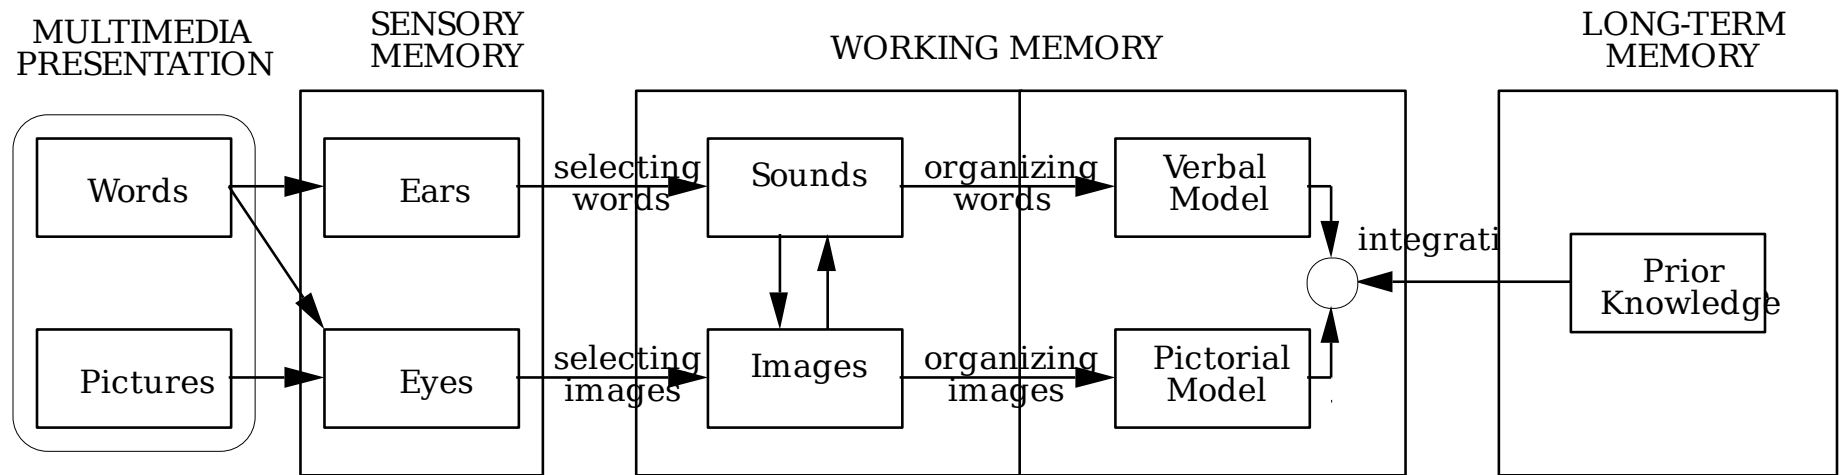 MULTIMEDIA
PRESENTATION
SENSORY
MEMORY
WORKING MEMORY
LONG-TERM
MEMORY
Words
Ears
selecting
words
Sounds
organizing
words
Verbal
Model
integrati
Prior
Knowledge
Pictures
Eyes
selecting
images
Images
organizing
images
Pictorial
Model